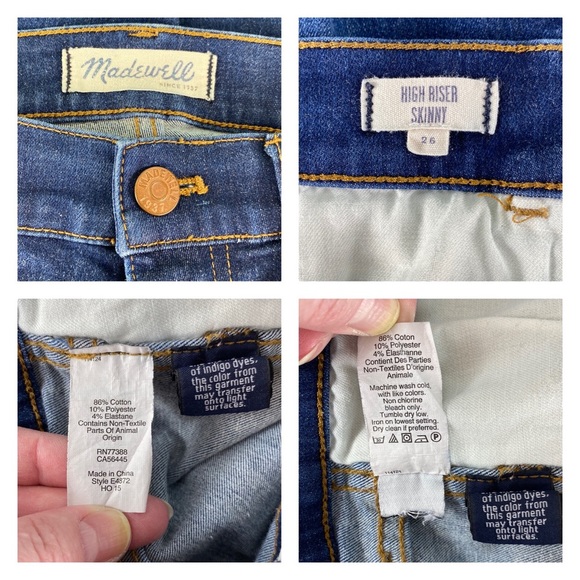 Madewell
SINCE 1937
MADEWELL
1937
HIGH RISER
SKINNY
26
86% Cotton
10% Polyester
4% Elastane
Contains Non-Textile
Parts Of Animal
Origin
RN77388
CA56445
Made in China
Style E4372
HO 15
of indigo dyes,
the color from
this garment
may transfer
onto light
surfaces.
86% Coton
10% Polyester
4% Elasthanne
Contient Des Parties
Non-Textiles D'Origine
Animale
Machine wash cold,
with like colors.
Non chlorine
bleach only.
Tumble dry low,
Iron on lowest setting.
Dry clean if preferred.
of indigo dyes,
the color from
this garment
may transfer
onto light
surfaces.